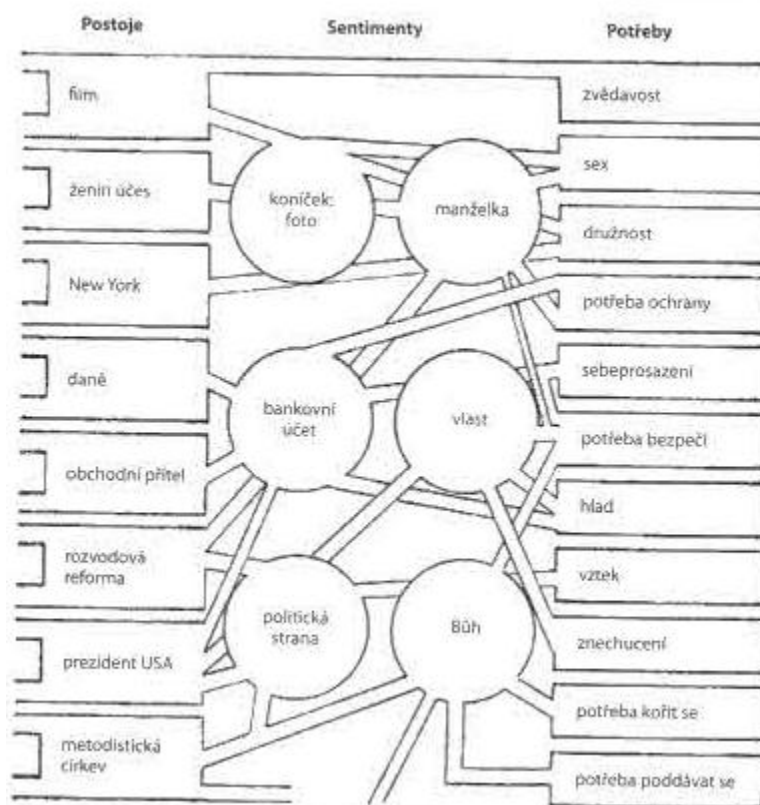 Postoje
Sentimenty
Potřeby
film
ženin účes
New York
daně
obchodní přítel
rozvodová
reforma
prezident USA
metodistická
církev
koníček:
foto
manželka
bankovní
účet
vlast
politická
strana
Bůh
zvědavost
sex
družnost
potřeba ochrany
sebeprosazení
potřeba bezpečí
hlad
vztek
znechucení
potřeba kořit se
potřeba poddávat se